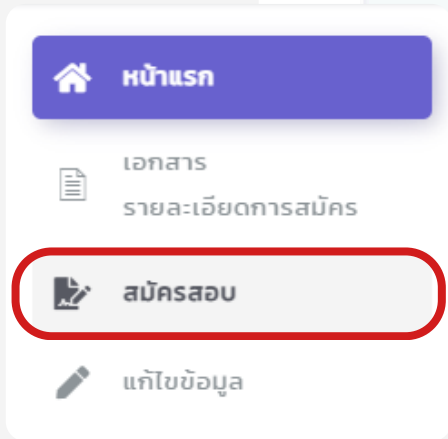 หน้าแรก
เอกสาร
รายละเอียดการสมัคร
สมัครสอบ
แก้ไขข้อมูล